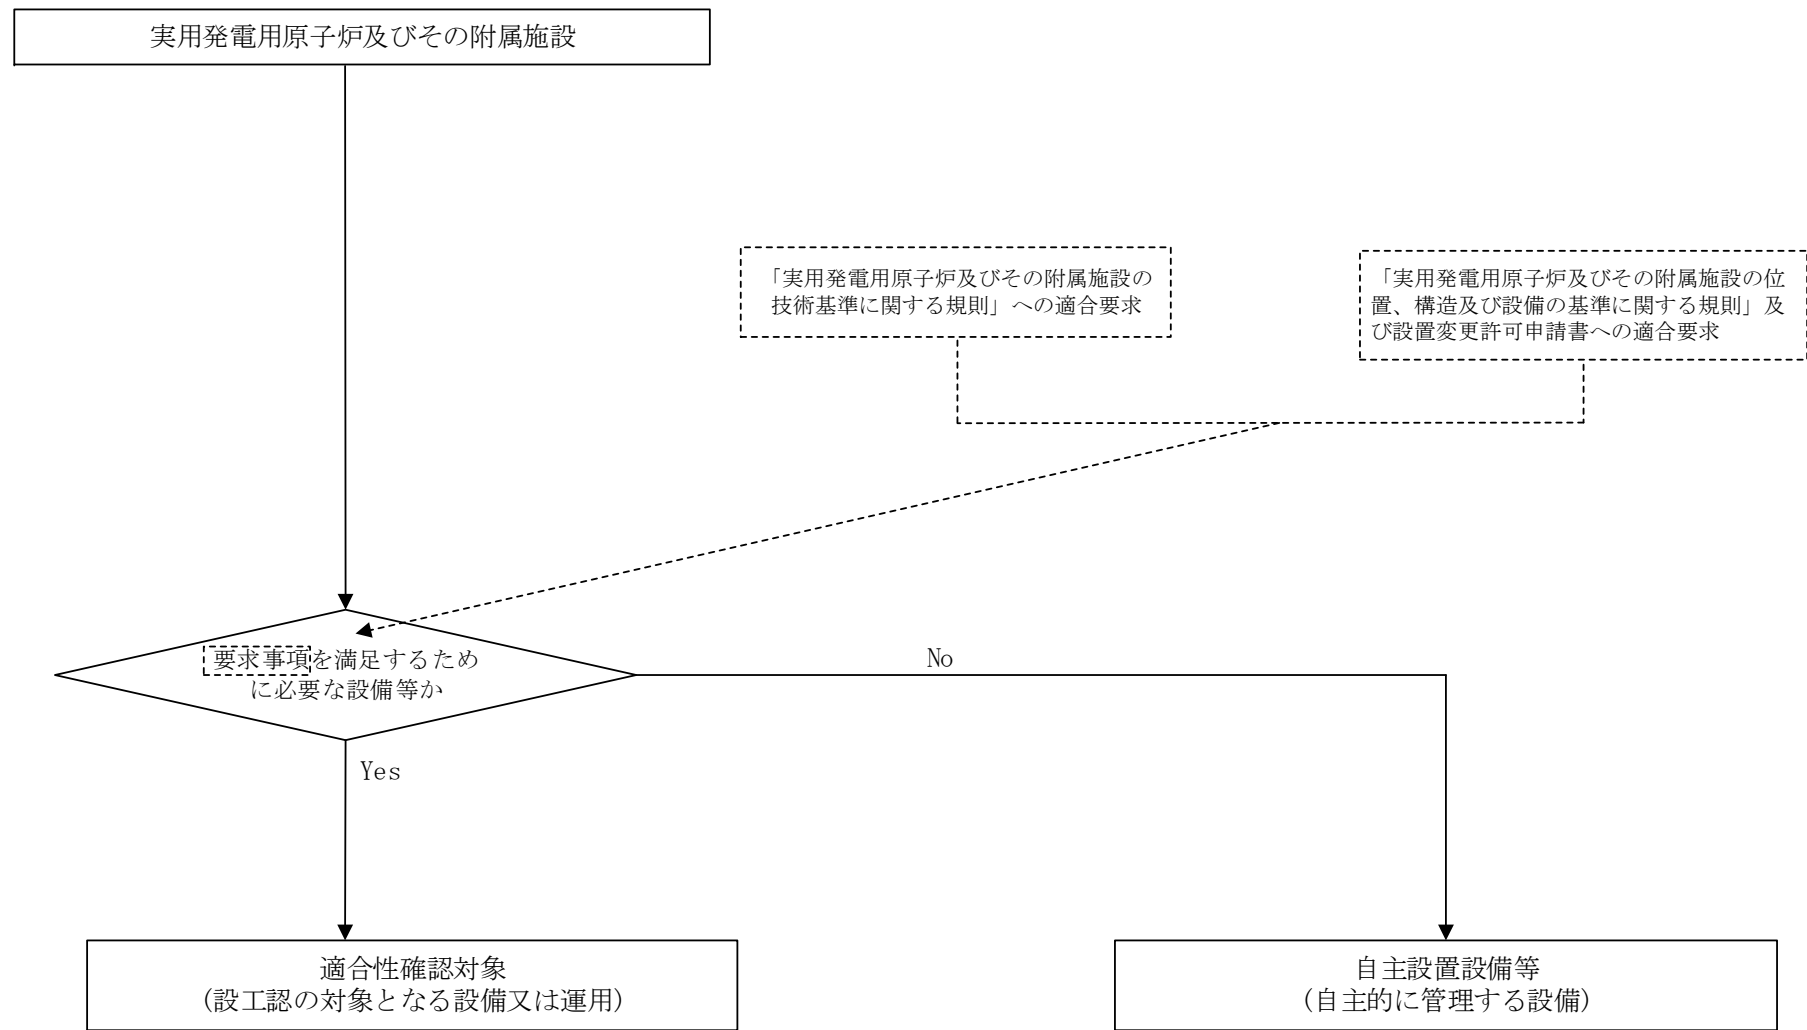 実用発電用原子炉及びその附属施設
「実用発電用原子炉及びその附属施設の
技術基準に関する規則」への適合要求
「実用発電用原子炉及びその附属施設の位
置、構造及び設備の基準に関する規則」及
び設置変更許可申請書への適合要求
要求事項を満足するため
に必要な設備等か
No
Yes
適合性確認対象
(設工認の対象となる設備又は運用)
自主設置設備等
(自主的に管理する設備)